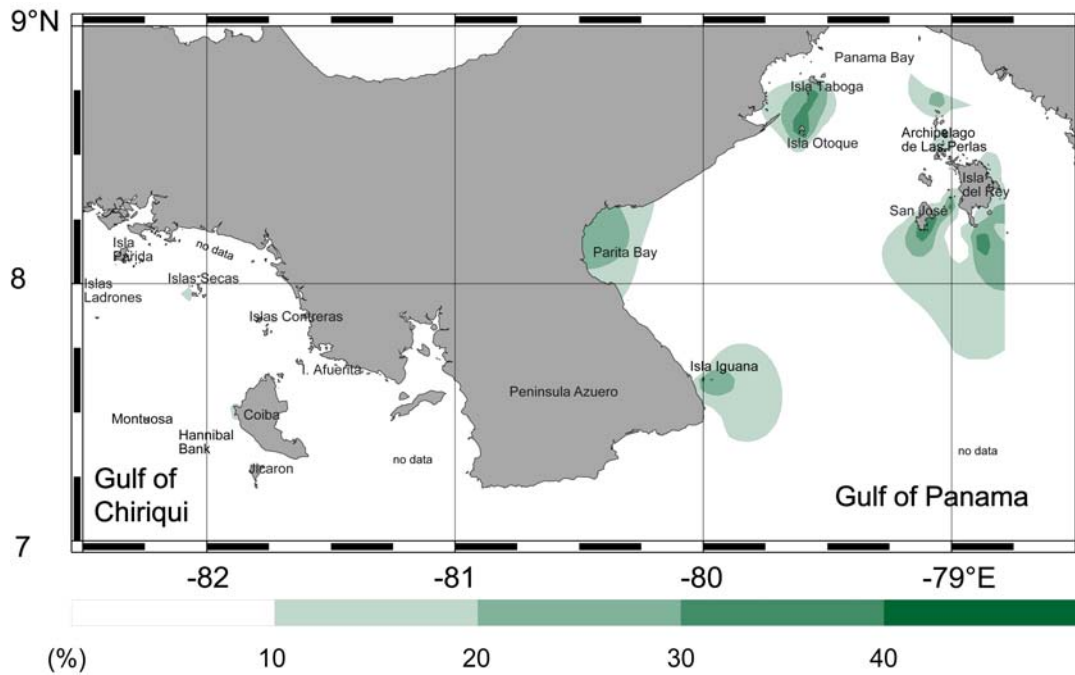 9°N
Panama Bay
Isla Taboga
Isla Otoque
Archipelago
de Las Perlas
Isla
del Rey
San José
Isla
Parida
no data
Parita Bay
8
Islas Secas
Islas
Ladrones
Islas Contreras
I. Afuerita
Isla Iguana
Peninsula Azuero
Montuosa
Coiba
Hannibal
Bank
Jicaron
no data
no data
Gulf of
Chiriqui
Gulf of Panama
7
-82
-81
-80
-79°E
(%)
10
20
30
40